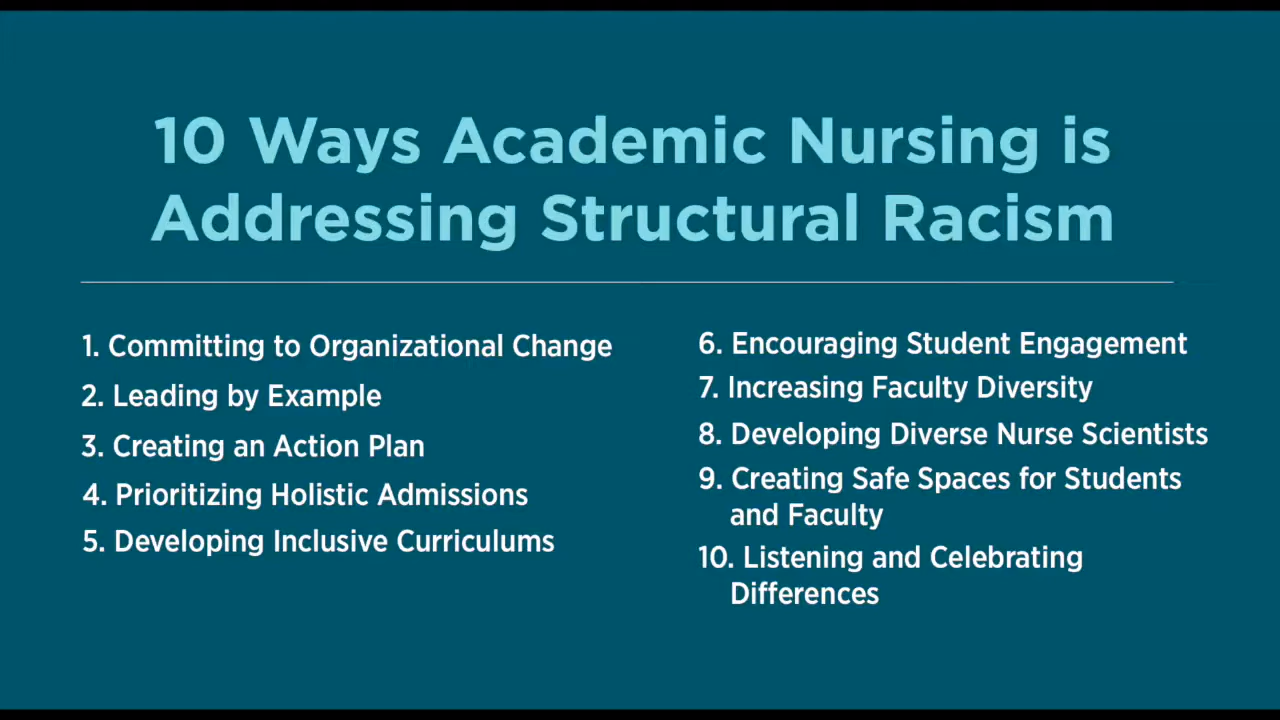 10 Ways Academic Nursing is
Addressing Structural Racism
1. Committing to Organizational Change
2. Leading by Example
3. Creating an Action Plan
4. Prioritizing Holistic Admissions
5. Developing Inclusive Curriculums
6. Encouraging Student Engagement
7. Increasing Faculty Diversity
8. Developing Diverse Nurse Scientists
9. Creating Safe Spaces for Students
and Faculty
10. Listening and Celebrating
Differences